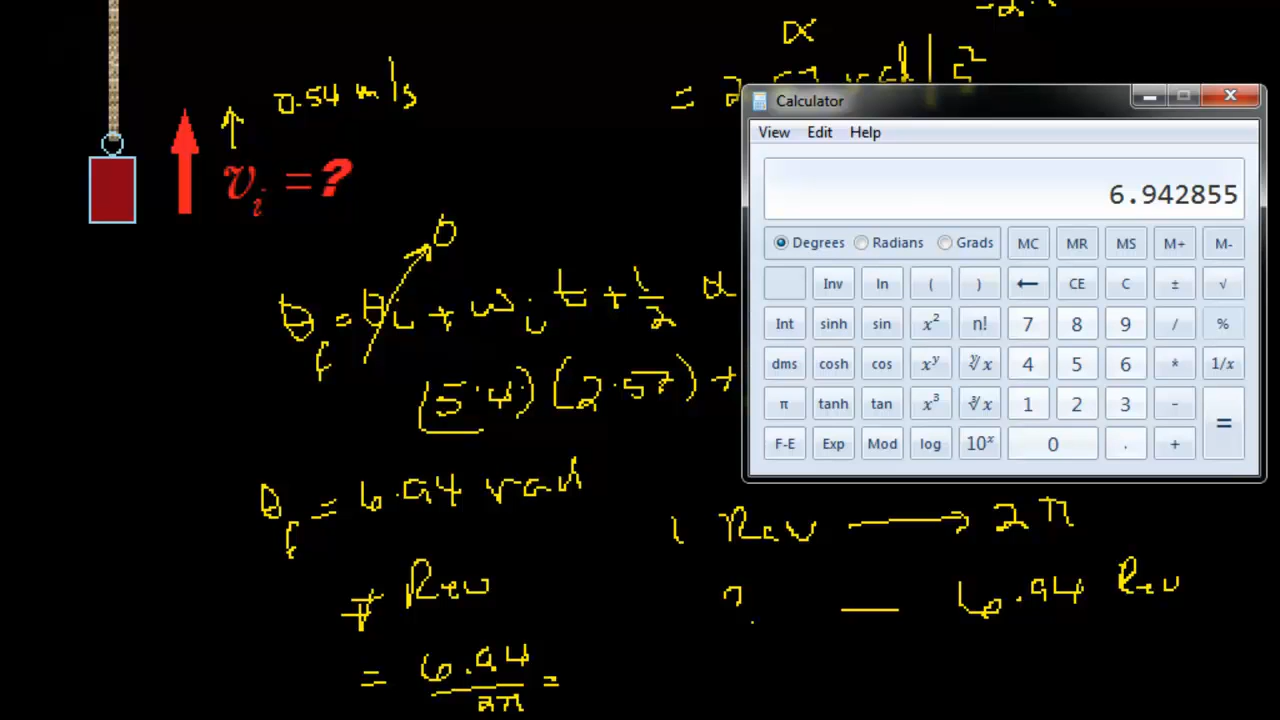 -2.
α
0.54 m/s
= 2. rad/s²
v_i = ?
0
θ_f = θ_i + ω_i t + 1/2 α
(5.4)(2.57) +
θ_f = 6.94 rad
# Rev
= 6.94/2π =
1 Rev → 2π
? — 6.94 Rev
Calculator
View Edit Help
6.942855
Degrees Radians Grads MC MR MS M+ M-
Inv ln ( ) ← CE C ± √
Int sinh sin x² n! 7 8 9 / %
dms cosh cos x^y ʸ√x 4 5 6 * 1/x
π tanh tan x³ ³√x 1 2 3 - =
F-E Exp Mod log 10ˣ 0 . +